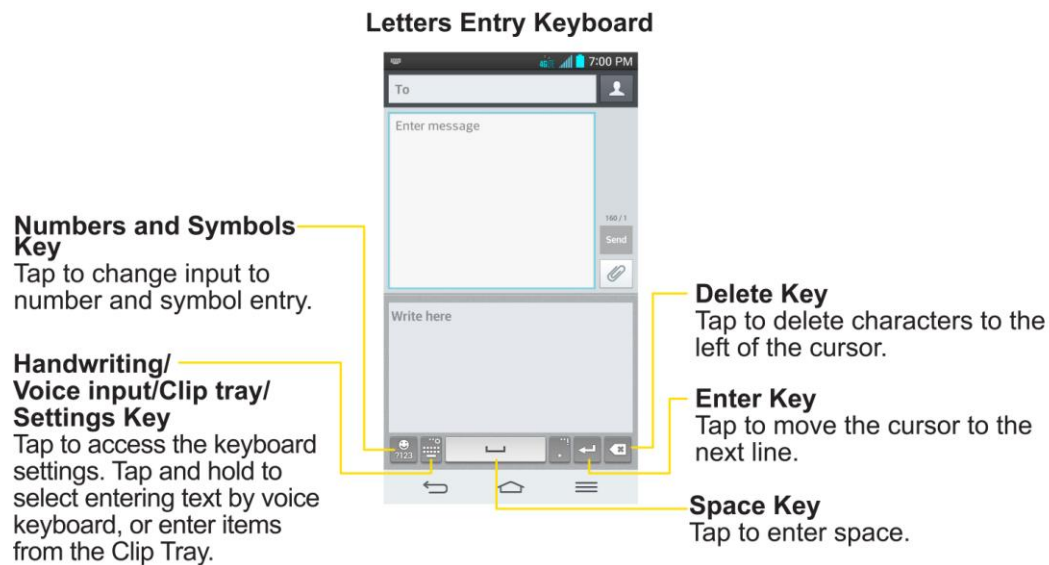 Letters Entry Keyboard
4G
7:00 PM
To
Enter message
160/1
Send
Numbers and Symbols
Key
Tap to change input to
number and symbol entry.
Handwriting/
Voice input/Clip tray/
Settings Key
Tap to access the keyboard
settings. Tap and hold to
select entering text by voice
keyboard, or enter items
from the Clip Tray.
Write here
?123
Delete Key
Tap to delete characters to the
left of the cursor.
Enter Key
Tap to move the cursor to the
next line.
Space Key
Tap to enter space.